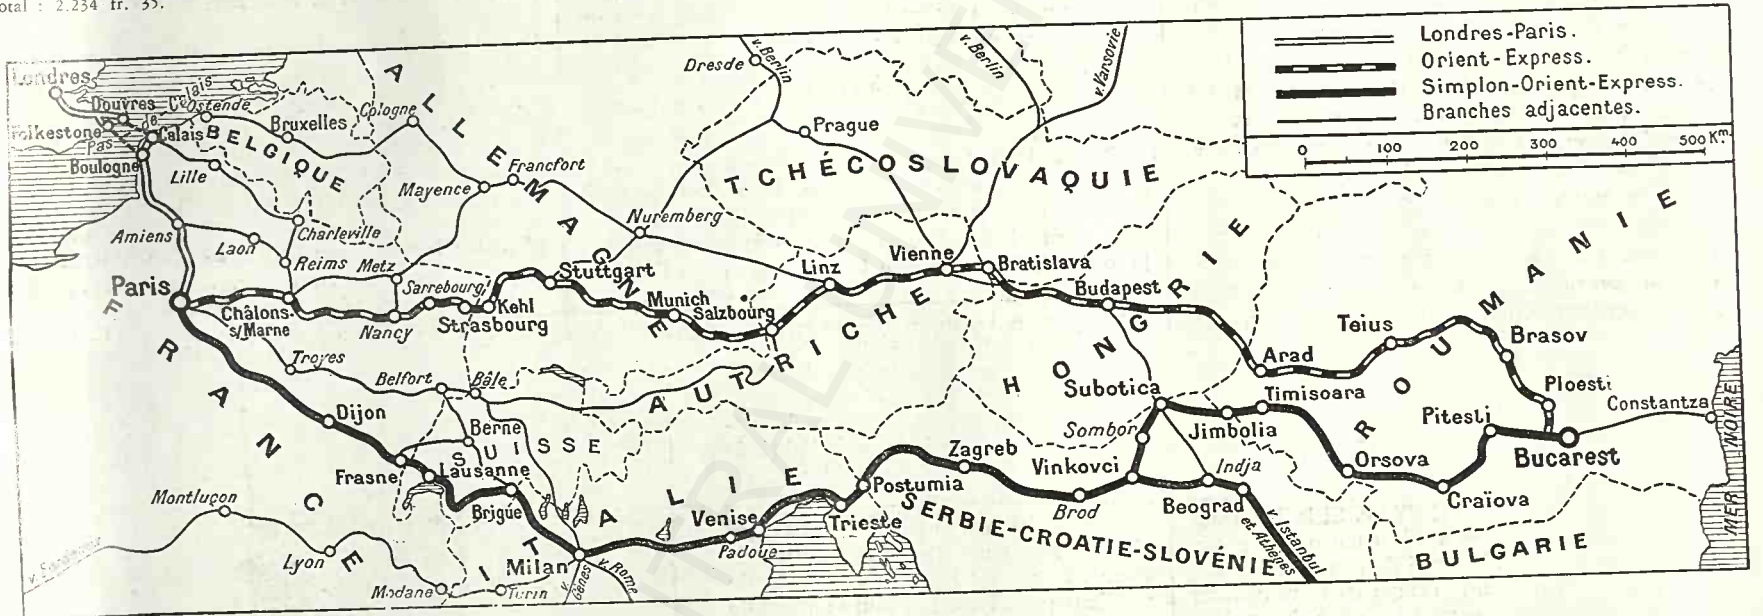 otal : 2.234 fr. 35.
Londres-Paris.
Orient-Express.
Simplon-Orient-Express.
Branches adjacentes.
0 100 200 300 400 500 Km.
Londres
Douvres
Folkestone
Pas de Calais
Calais
Boulogne
Ostende
BELGIQUE
Bruxelles
Lille
Cologne
ALLEMAGNE
Mayence
Francfort
Nuremberg
Dresde
v. Berlin
v. Berlin
v. Varsovie
Prague
TCHÉCOSLOVAQUIE
Amiens
Laon
Charleville
Reims
Metz
Sarrebourg
Paris
Châlons-s/Marne
Nancy
Strasbourg
Kehl
Stuttgart
Munich
Salzbourg
Linz
Vienne
Bratislava
Budapest
AUTRICHE
HONGRIE
ROUMANIE
Teius
Brasov
Arad
Timisoara
Ploesti
Subotica
Jimbolia
Pitesti
Constantza
MER NOIRE
Bucarest
Orsova
Craïova
Sombor
Vinkovci
Indja
Brod
Beograd
v. Istanbul
et Athènes
Zagreb
Postumia
Trieste
SERBIE-CROATIE-SLOVÉNIE
BULGARIE
FRANCE
Troyes
Belfort
Bâle
Dijon
Berne
SUISSE
Frasne
Lausanne
Brigue
Montluçon
Lyon
Modane
Turin
Milan
v. Gênes
v. Rome
ITALIE
Venise
Padoue